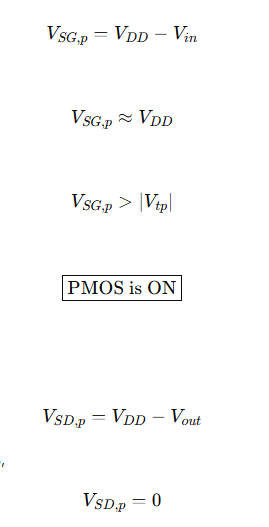 V_{SG,p} = V_{DD} − V_{in}
V_{SG,p} ≈ V_{DD}
V_{SG,p} > |V_{tp}|
PMOS is ON
V_{SD,p} = V_{DD} − V_{out}
V_{SD,p} = 0